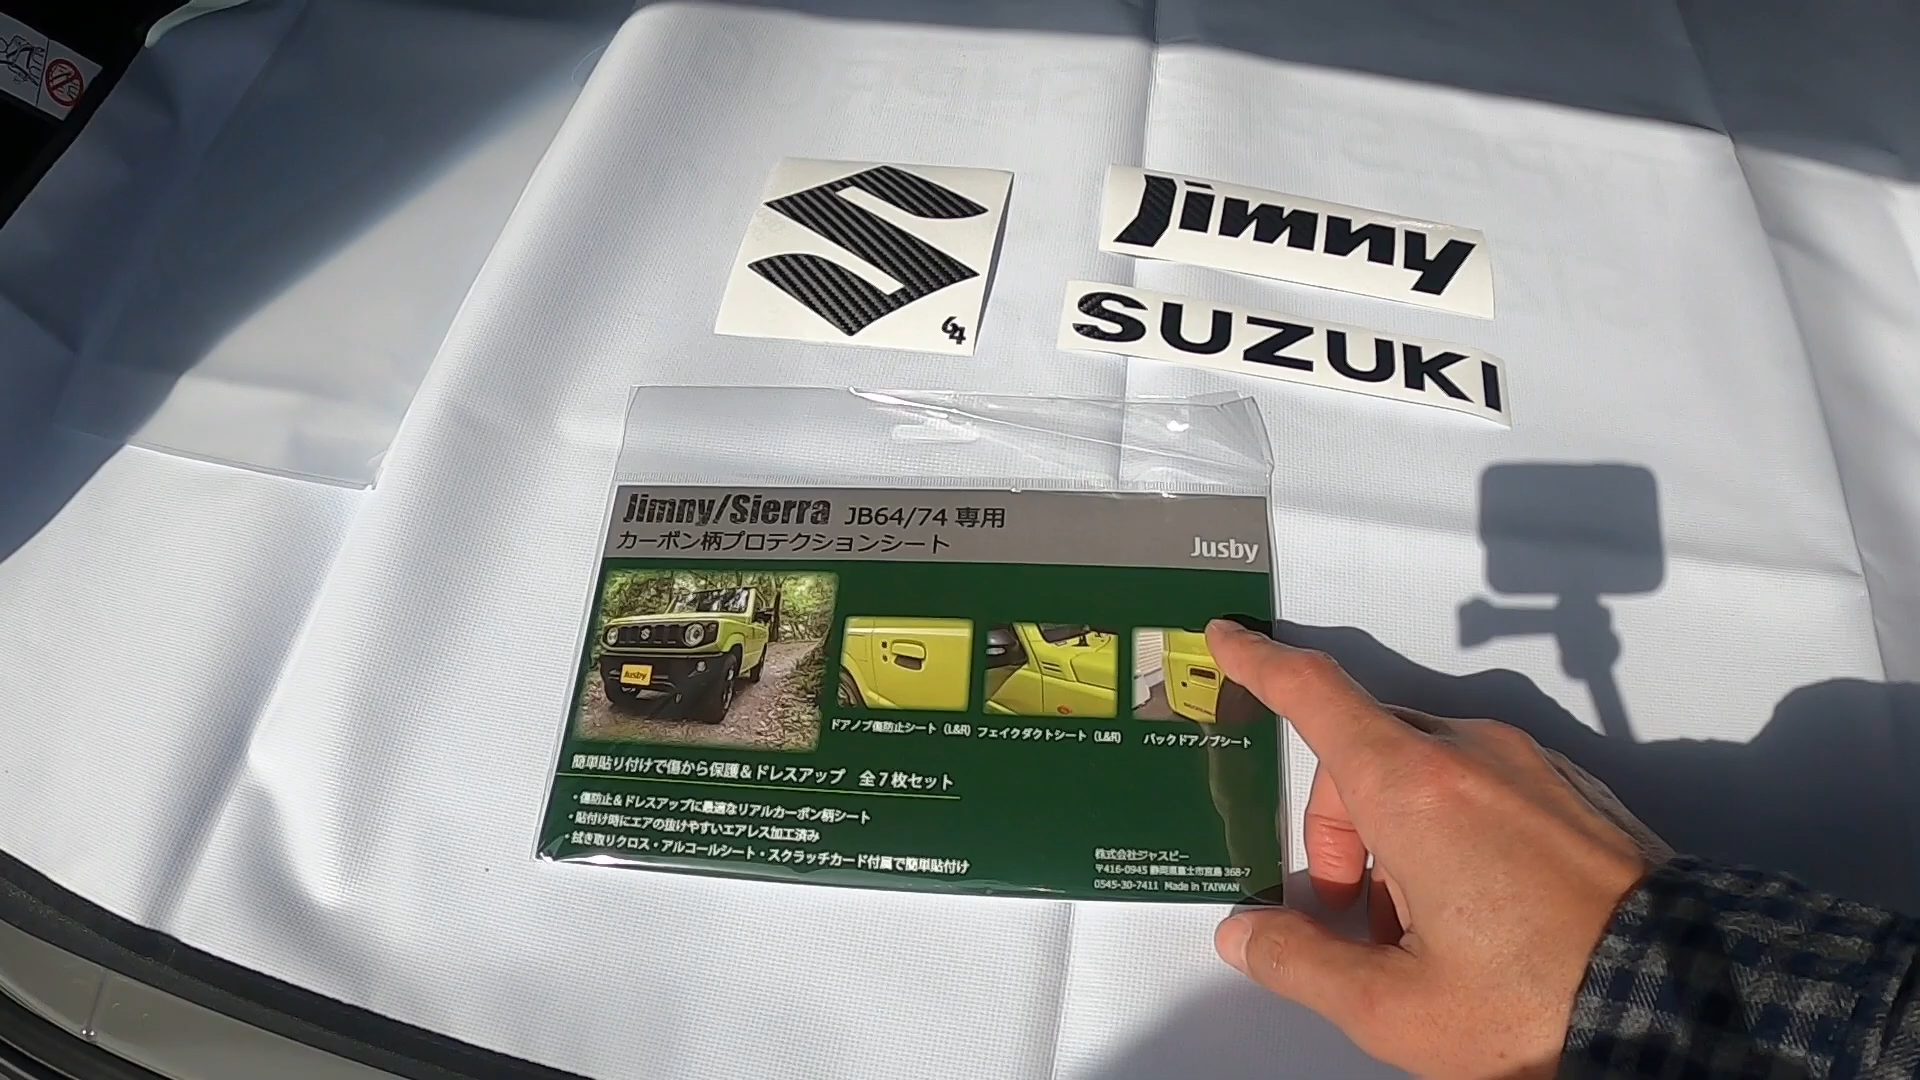 Jimny
SUZUKI
64
Jimny/Sierra JB64/74 専用
カーボン柄プロテクションシート
Jusby
Jusby
ドアノブ傷防止シート（L&R）
フェイクダクトシート（L&R）
バックドアノブシート
簡単貼り付けで傷から保護＆ドレスアップ 全7枚セット
・傷防止＆ドレスアップに最適なリアルカーボン柄シート
・貼付け時にエアの抜けやすいエアレス加工済み
・拭き取りクロス・アルコールシート・スクラッチカード付属で簡単貼付け
株式会社ジャスビー
〒416-0945 静岡県富士市宮島 368-7
0545-30-7411 Made in TAIWAN